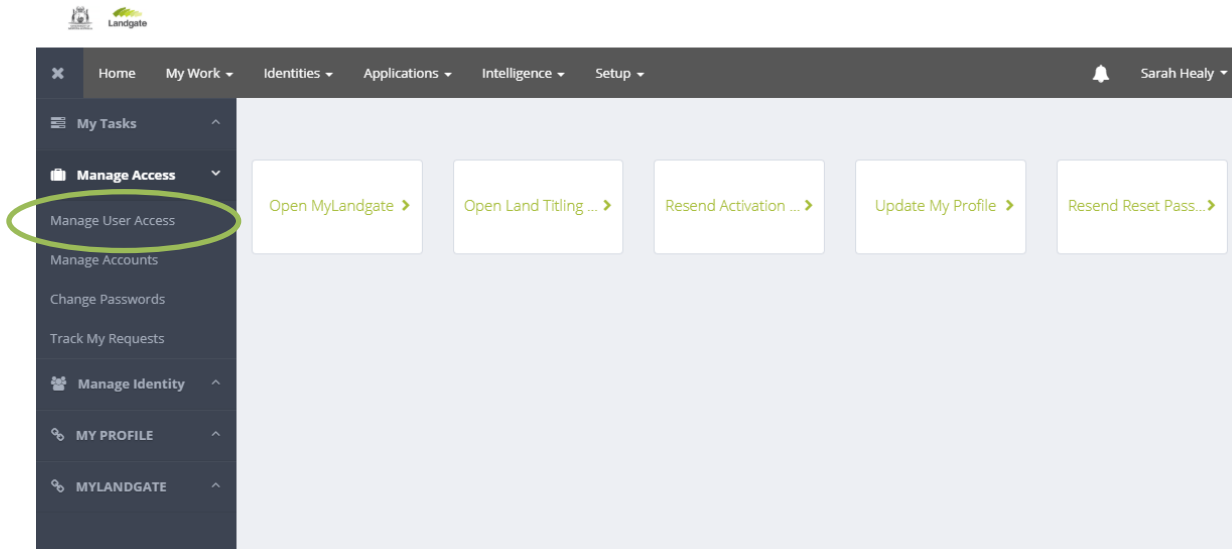 Landgate
Home My Work Identities Applications Intelligence Setup Sarah Healy
My Tasks
Manage Access
Manage User Access
Manage Accounts
Change Passwords
Track My Requests
Manage Identity
MY PROFILE
MYLANDGATE
Open MyLandgate
Open Land Titling ...
Resend Activation ...
Update My Profile
Resend Reset Pass...